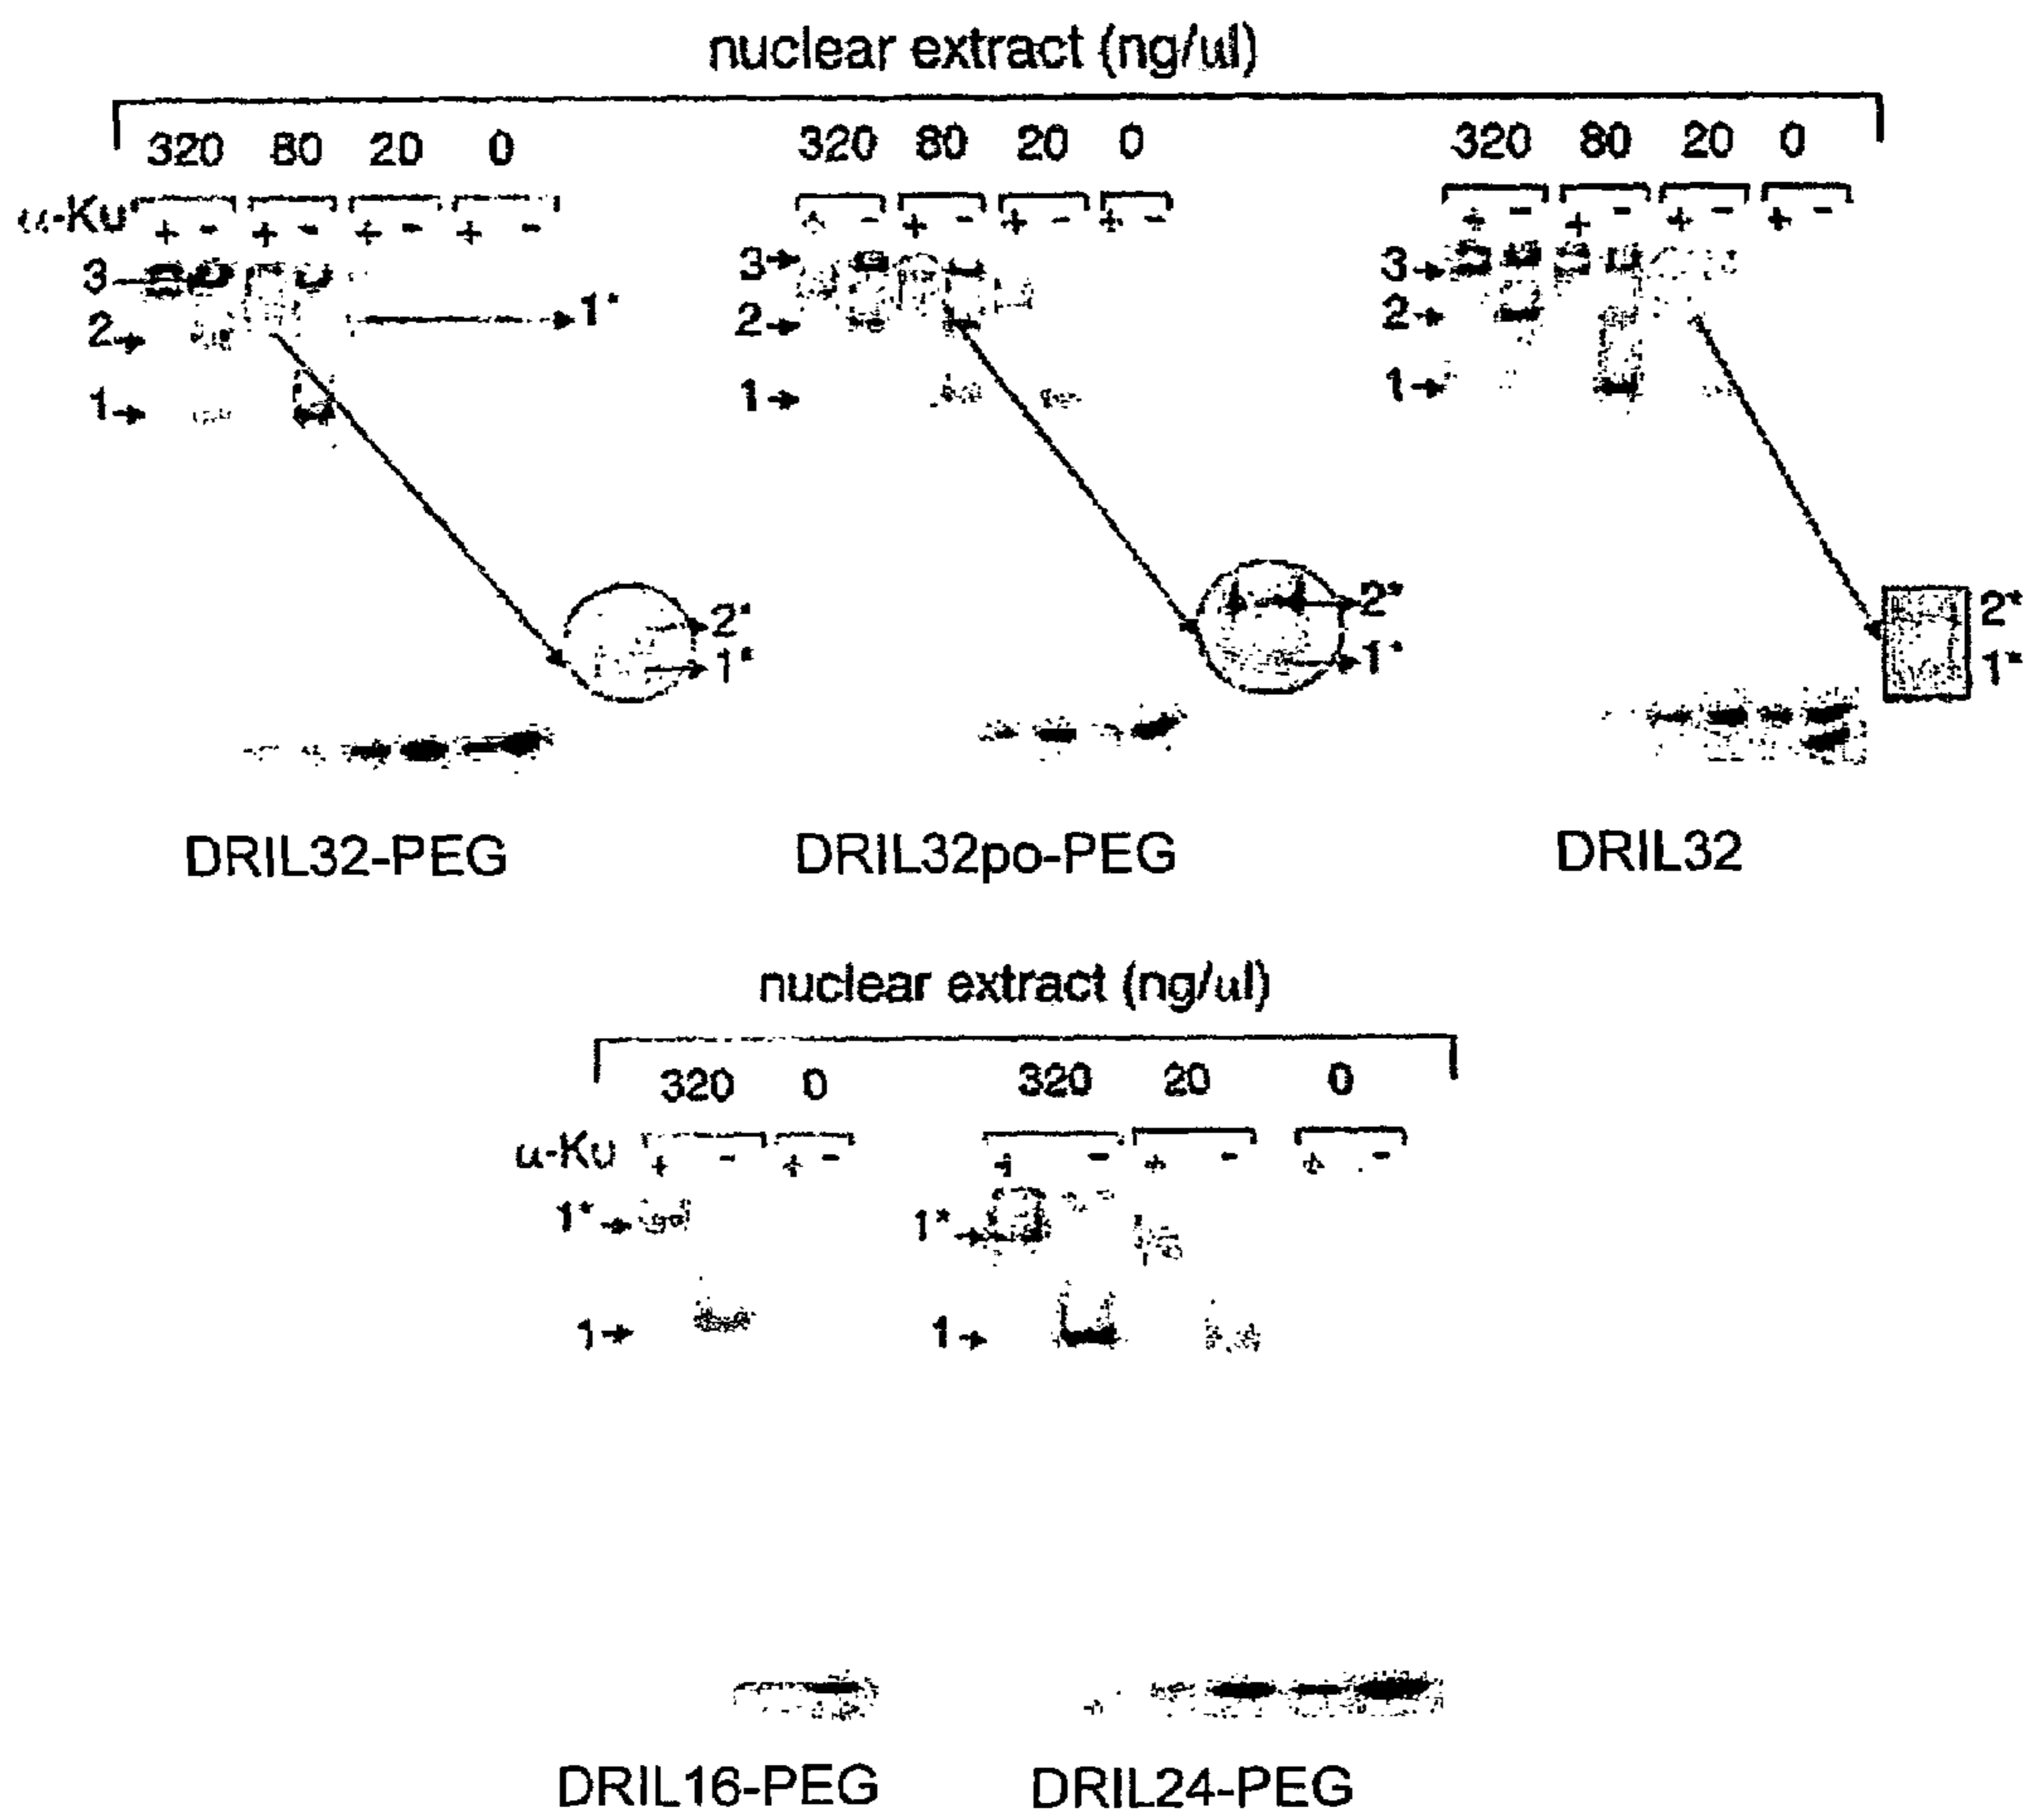 nuclear extract (ng/ul)
320 80 20 0 320 80 20 0 320 80 20 0
α-Ku + - + - + - + - + - + - + - + - + - + - + - + -
3 3 3
1*
2 2 2
1 1 1
2* 2* 2*
1* 1* 1*
DRIL32-PEG DRIL32po-PEG DRIL32
nuclear extract (ng/ul)
320 0 320 20 0
α-Ku + - + - + - + - + -
1* 1*
1 1
DRIL16-PEG DRIL24-PEG